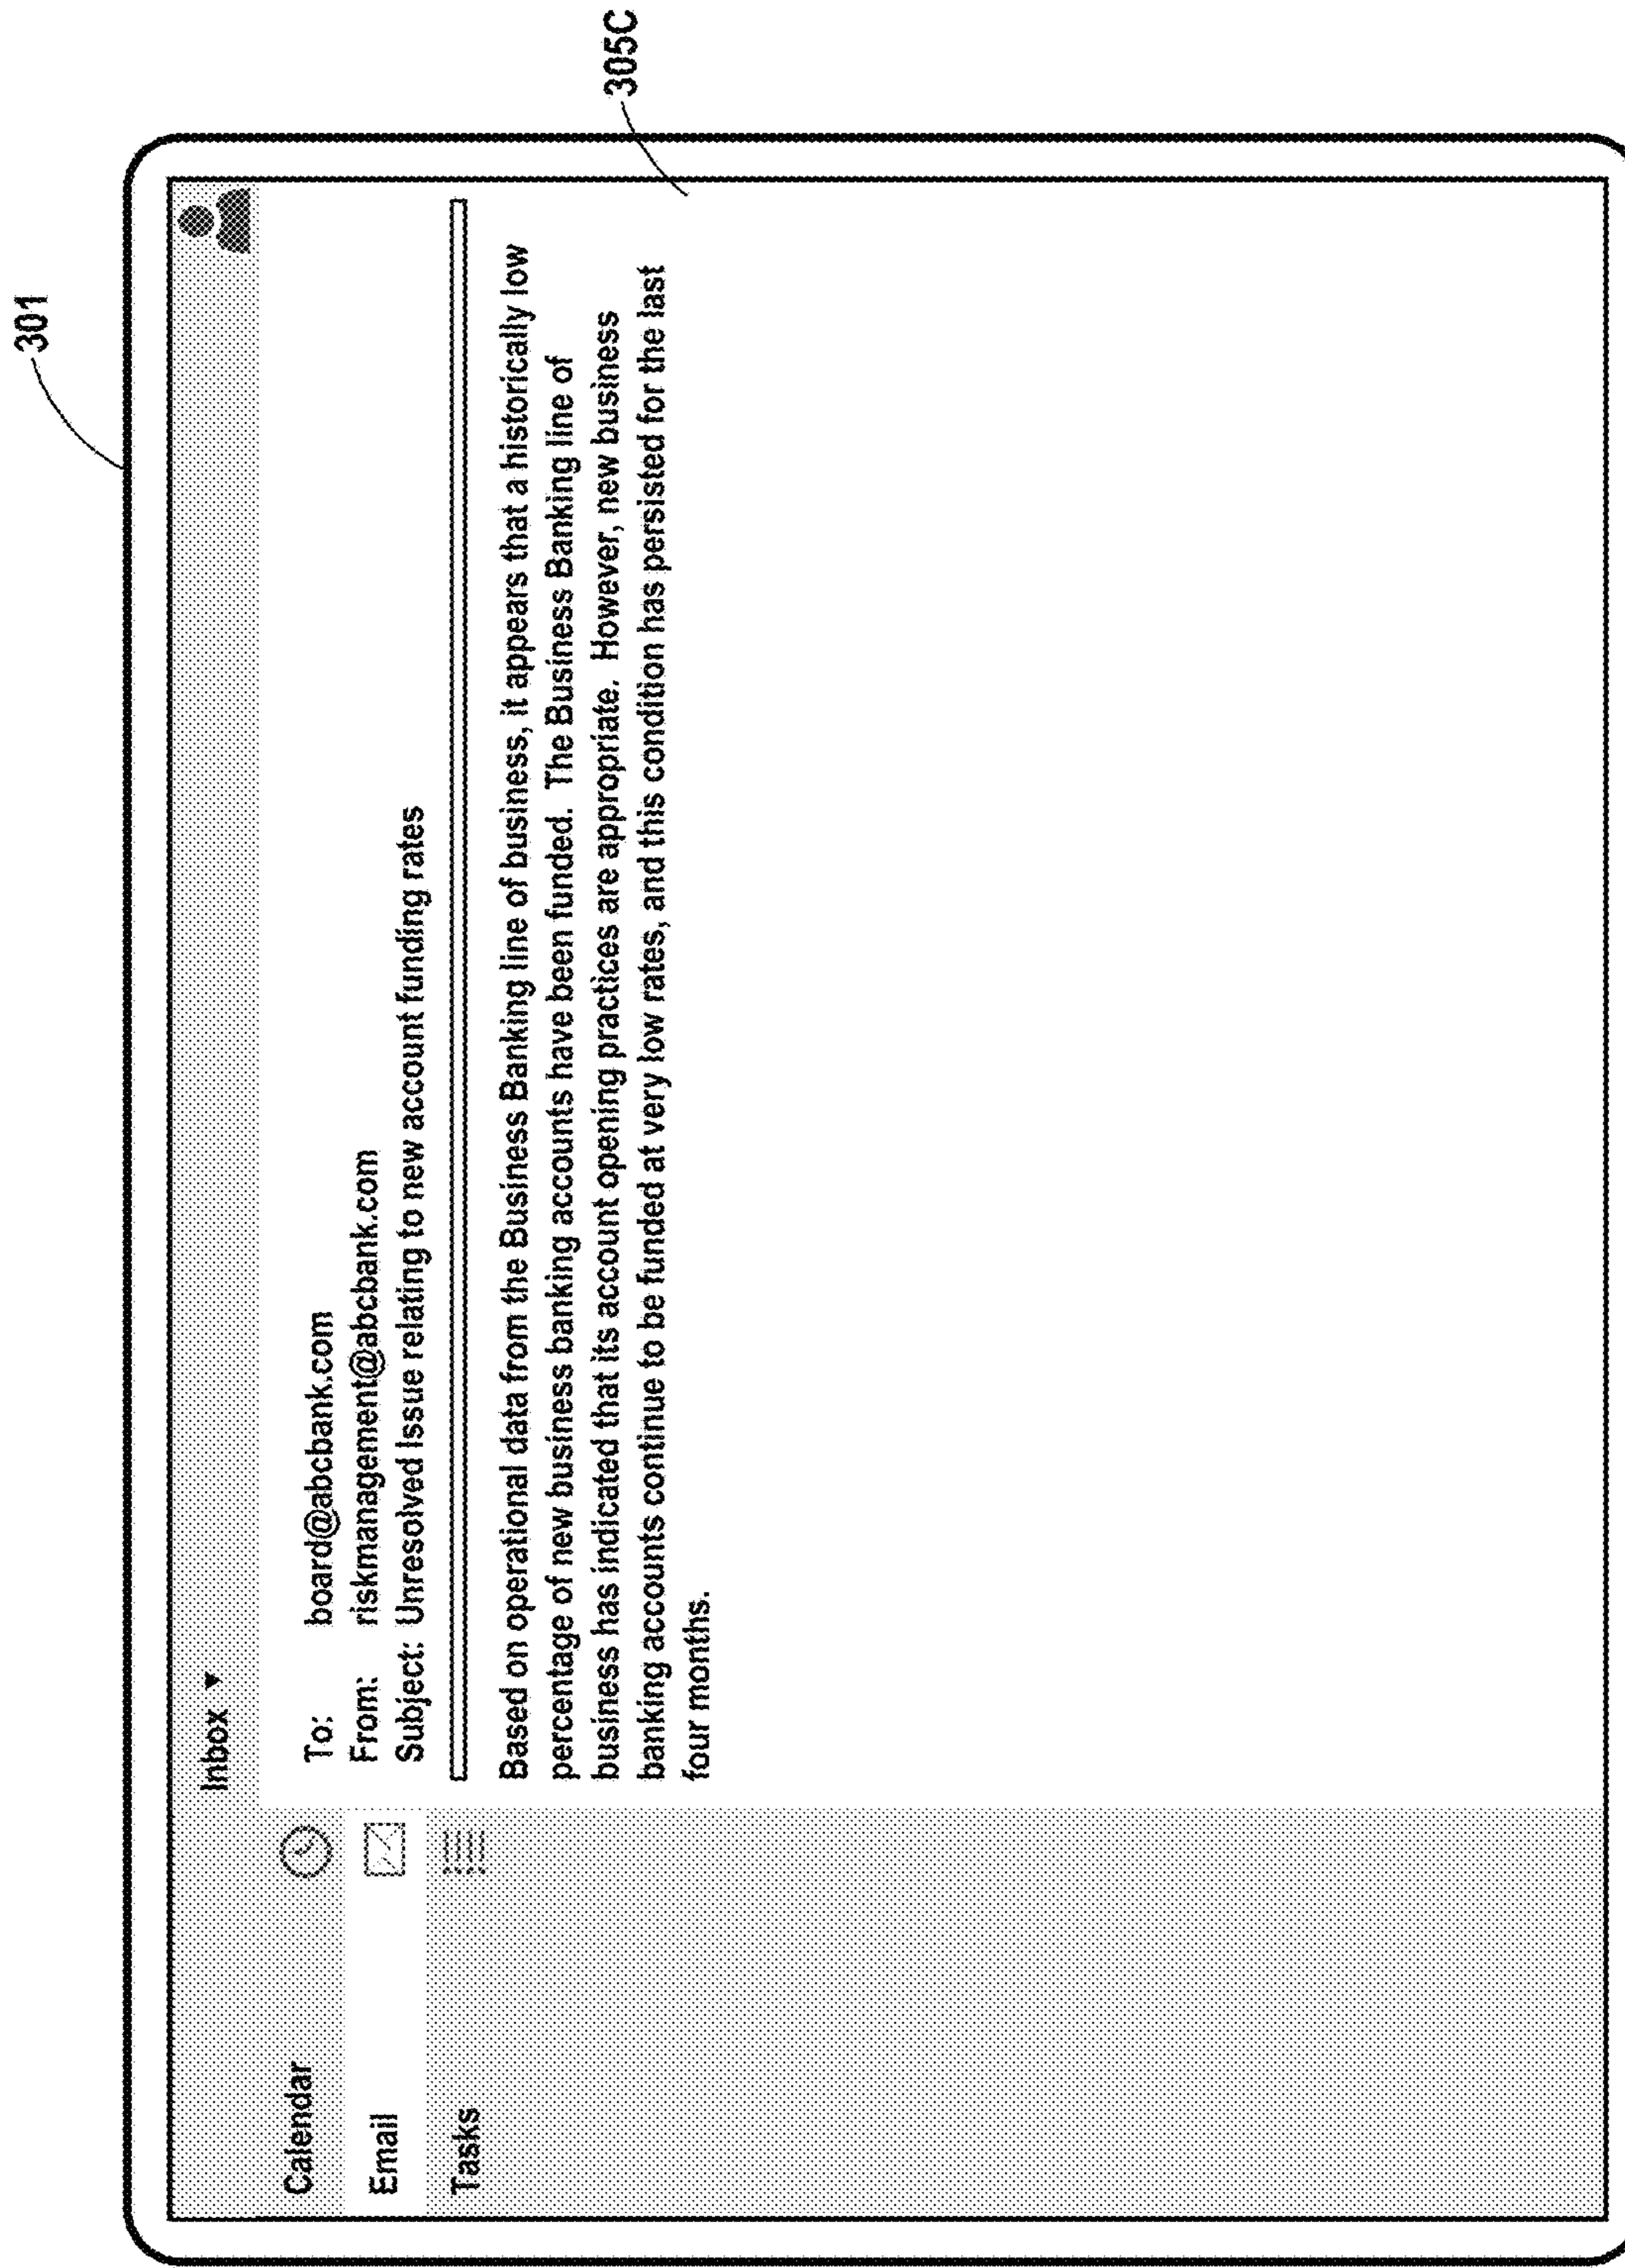 301
305C
Inbox ▼
Calendar
Email
Tasks
To: board@abcbank.com
From: riskmanagement@abcbank.com
Subject: Unresolved issue relating to new account funding rates
Based on operational data from the Business Banking line of business, it appears that a historically low
percentage of new business banking accounts have been funded. The Business Banking line of
business has indicated that its account opening practices are appropriate. However, new business
banking accounts continue to be funded at very low rates, and this condition has persisted for the last
four months.